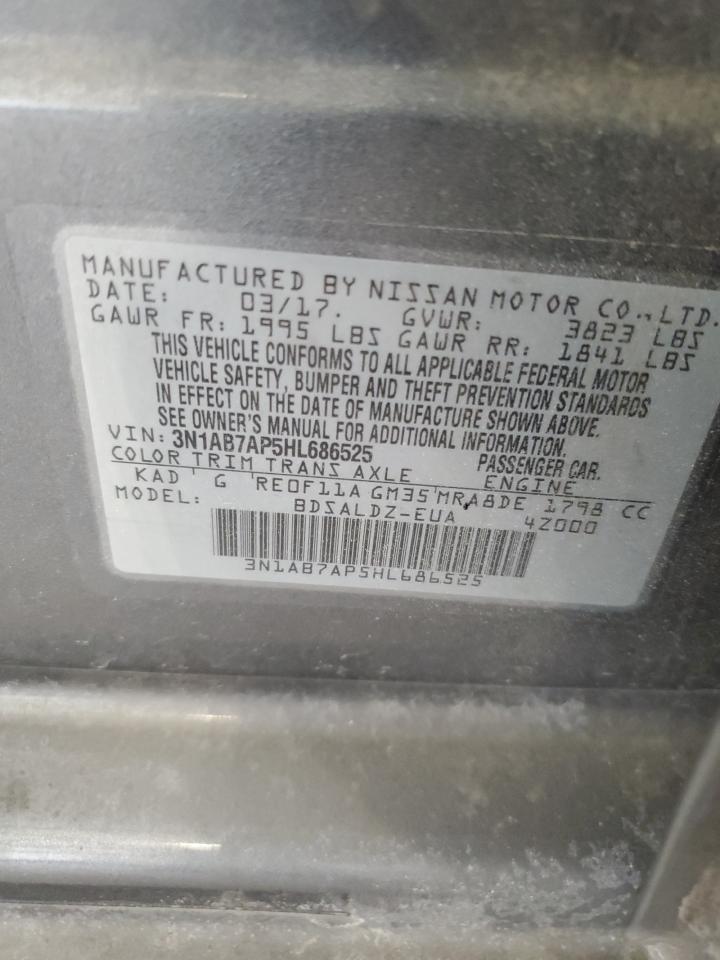 MANUFACTURED BY NISSAN MOTOR CO., LTD.
DATE: 03/17. GVWR: 3823 LBS
GAWR FR: 1995 LBS GAWR RR: 1841 LBS
THIS VEHICLE CONFORMS TO ALL APPLICABLE FEDERAL MOTOR
VEHICLE SAFETY, BUMPER AND THEFT PREVENTION STANDARDS
IN EFFECT ON THE DATE OF MANUFACTURE SHOWN ABOVE.
SEE OWNER'S MANUAL FOR ADDITIONAL INFORMATION.
VIN: 3N1AB7AP5HL686525 PASSENGER CAR.
COLOR TRIM TRANS AXLE ENGINE
KAD ' G 'RE0F11A GM35'MRA8DE 1798 CC
MODEL: BDSALDZ-EUA 4Z000
3N1AB7AP5HL686525